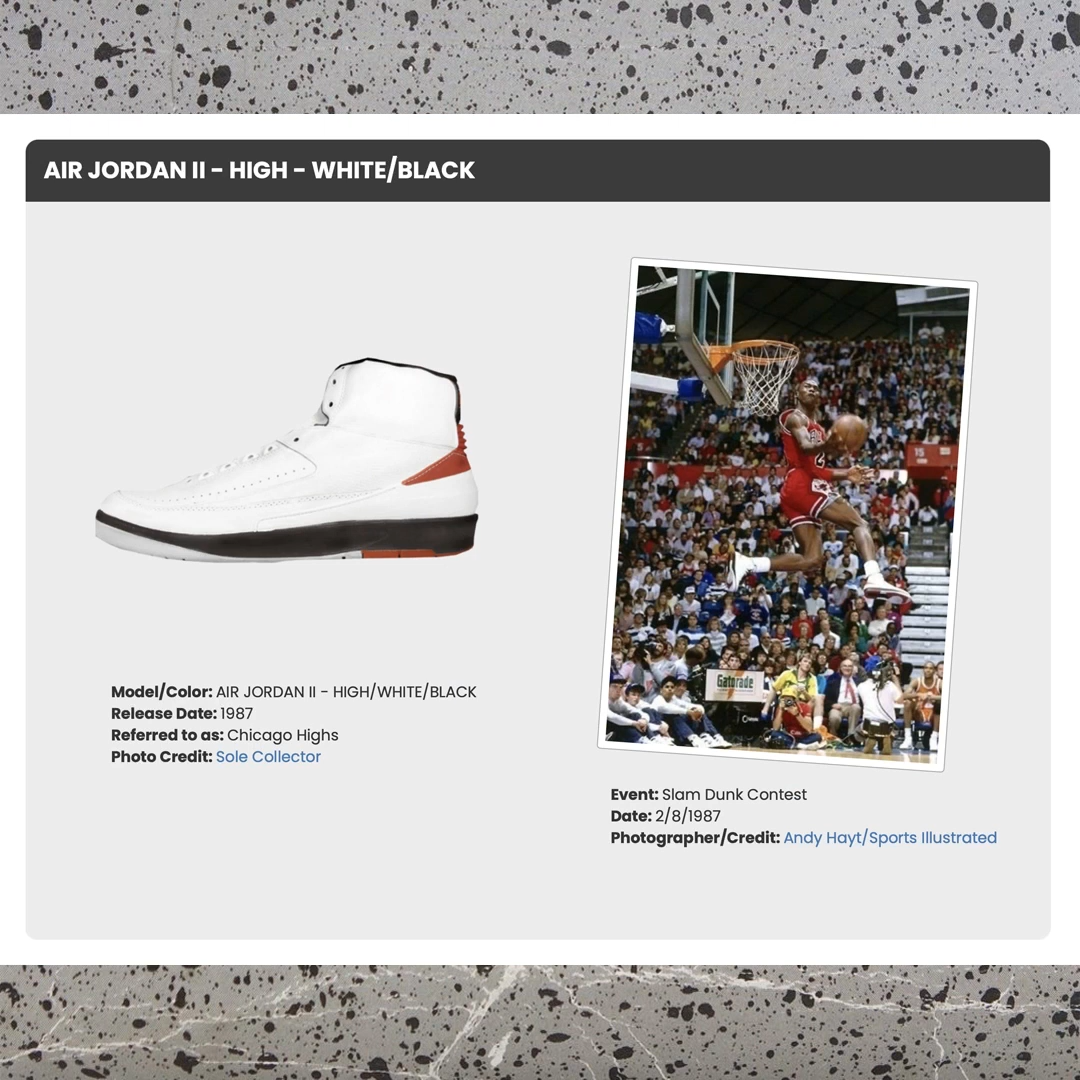 AIR JORDAN II - HIGH - WHITE/BLACK
15
Gatorade
Model/Color: AIR JORDAN II - HIGH/WHITE/BLACK
Release Date: 1987
Referred to as: Chicago Highs
Photo Credit: Sole Collector
Event: Slam Dunk Contest
Date: 2/8/1987
Photographer/Credit: Andy Hayt/Sports Illustrated